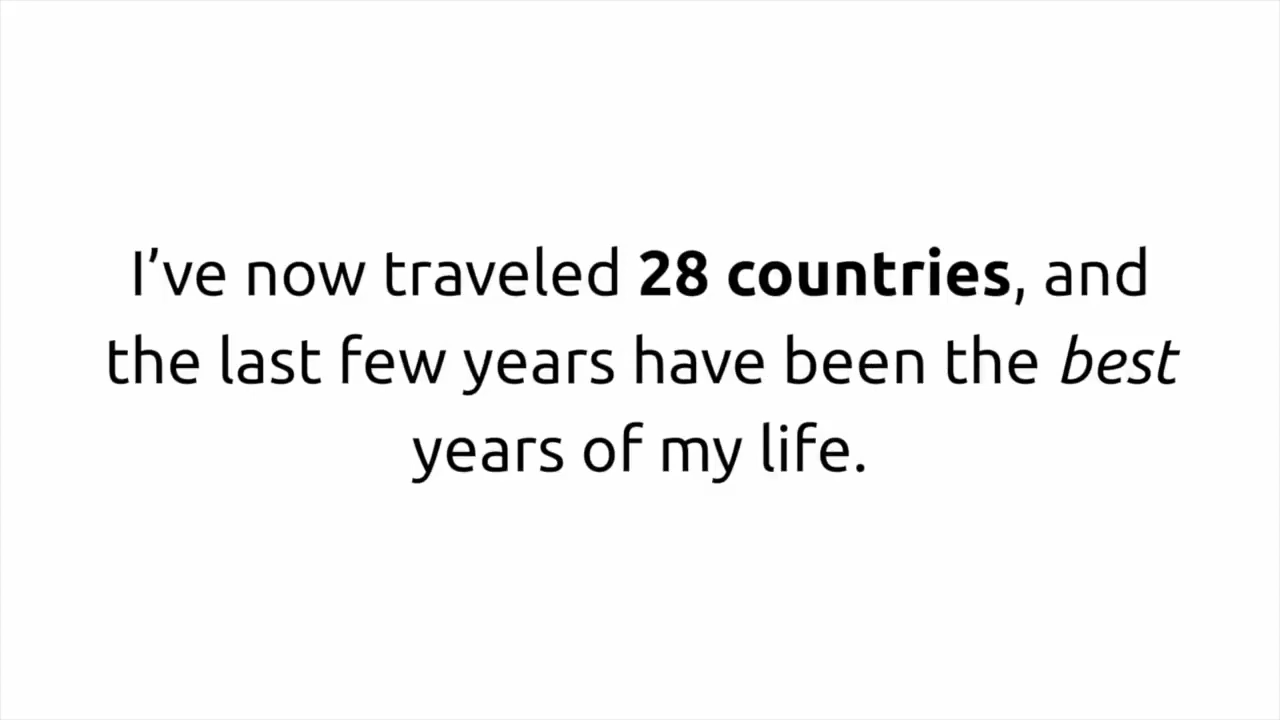 I’ve now traveled 28 countries, and
the last few years have been the best
years of my life.